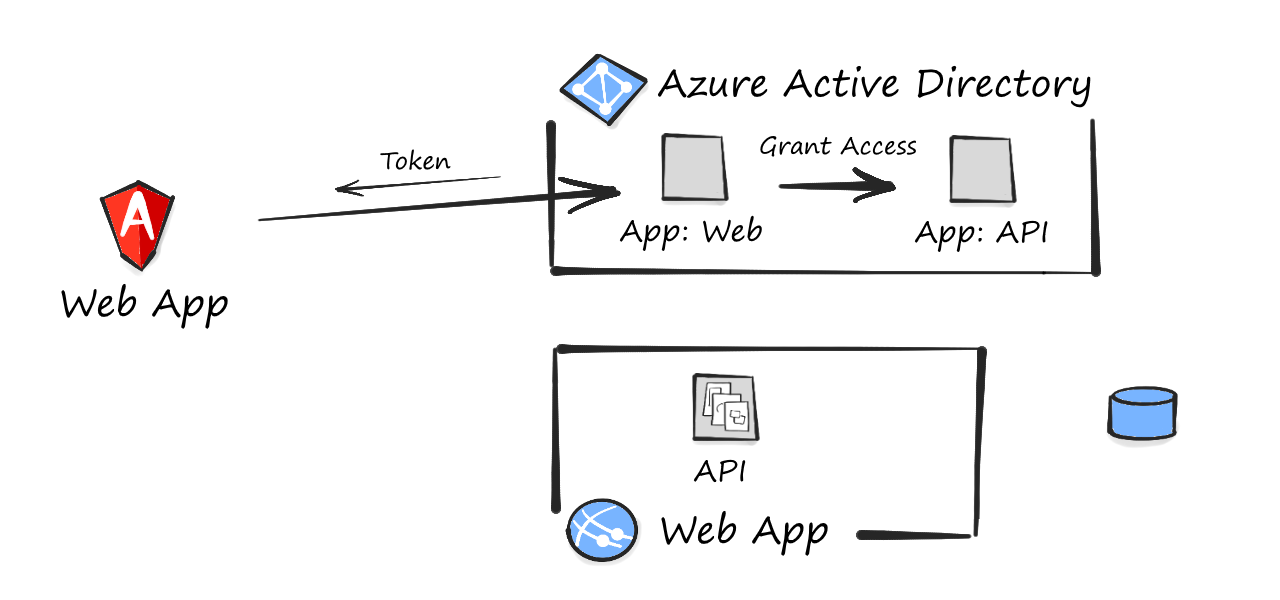 Azure Active Directory
Token
Grant Access
A
Web App
App: Web
App: API
API
Web App